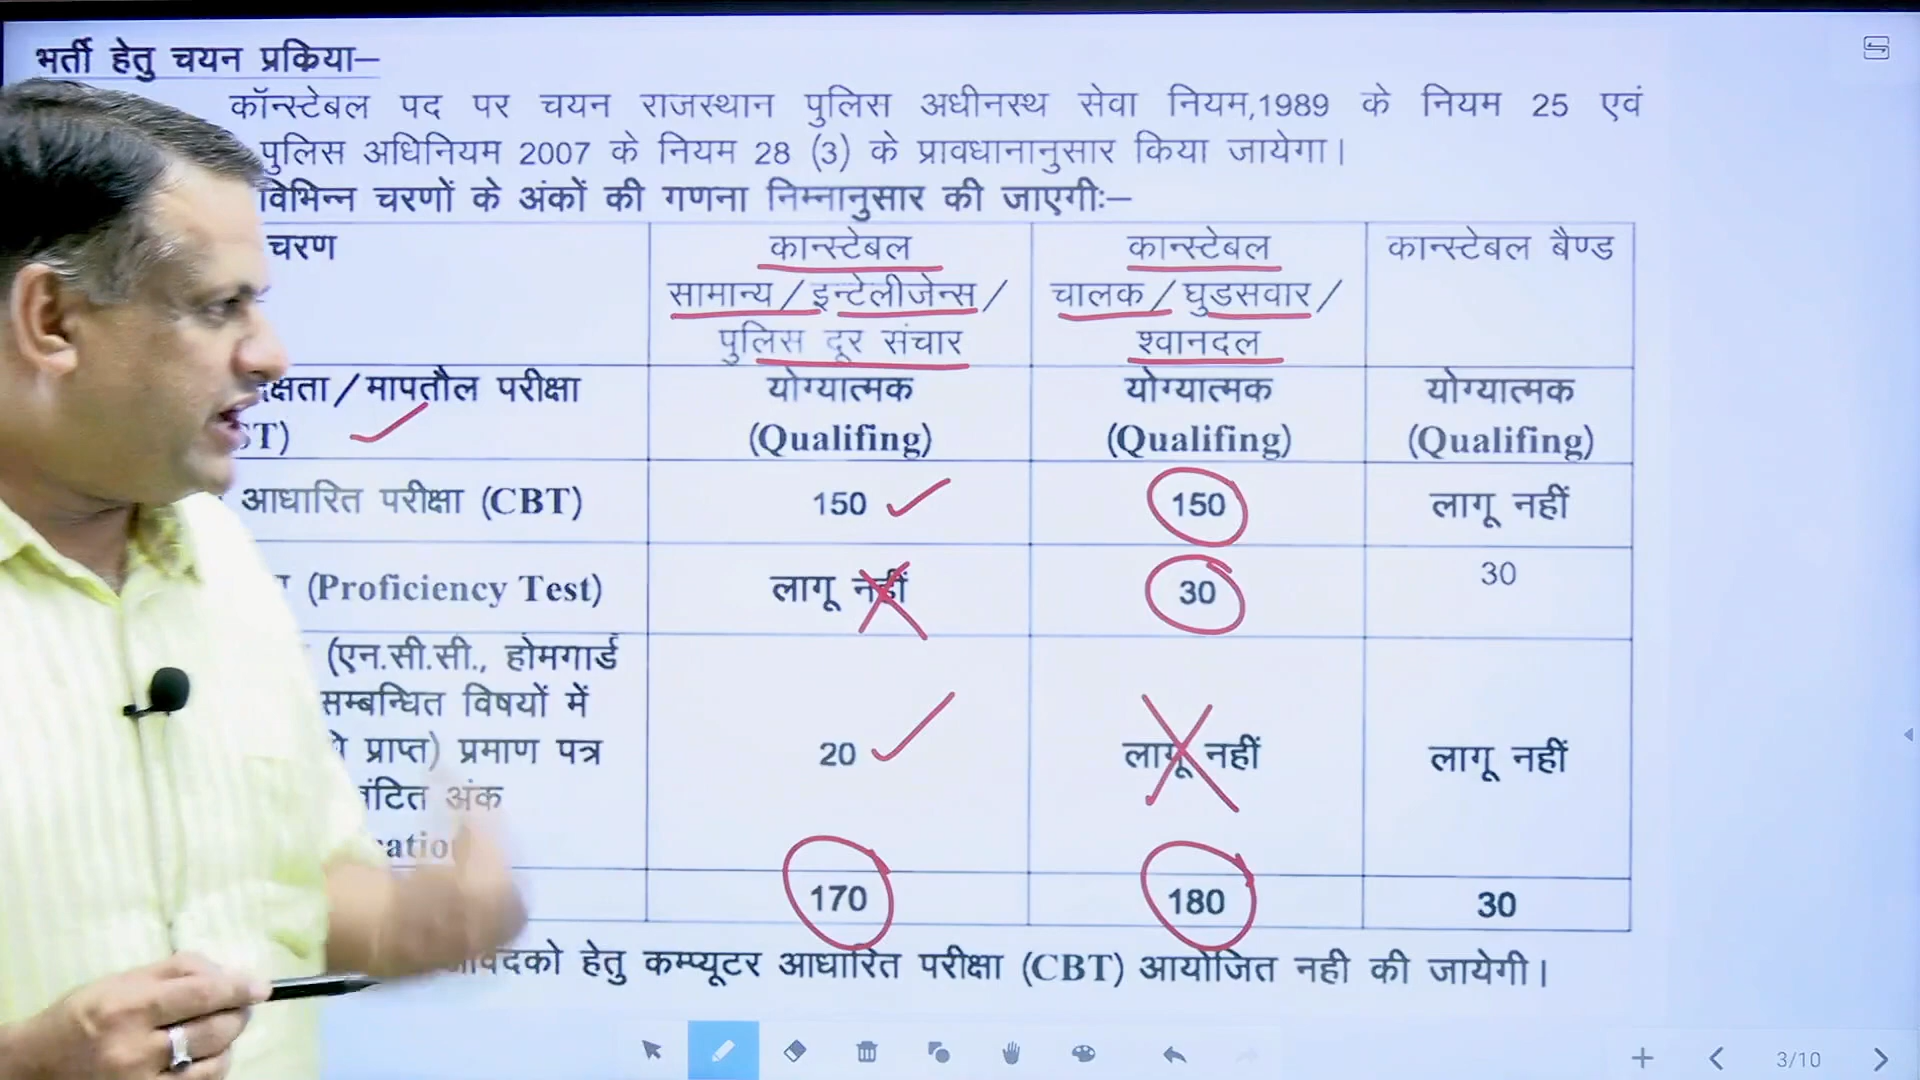 भर्ती हेतु चयन प्रकिया–
कॉन्स्टेबल पद पर चयन राजस्थान पुलिस अधीनस्थ सेवा नियम,1989 के नियम 25 एवं
पुलिस अधिनियम 2007 के नियम 28 (3) के प्रावधानानुसार किया जायेगा।
विभिन्न चरणों के अंकों की गणना निम्नानुसार की जाएगीः–
चरण कान्स्टेबल कान्स्टेबल कान्स्टेबल बैण्ड
सामान्य/इन्टेलीजेन्स/ चालक/घुडसवार/
पुलिस दूर संचार श्वानदल
/मापतौल परीक्षा योग्यात्मक योग्यात्मक योग्यात्मक
(Qualifing) (Qualifing) (Qualifing)
आधारित परीक्षा (CBT) 150 150 लागू नहीं
(Proficiency Test) लागू नहीं 30 30
(एन.सी.सी., होमगार्ड
सम्बन्धित विषयों में
प्राप्त) प्रमाण पत्र 20 लागू नहीं लागू नहीं
अंक
170 180 30
हेतु कम्प्यूटर आधारित परीक्षा (CBT) आयोजित नही की जायेगी।
3/10